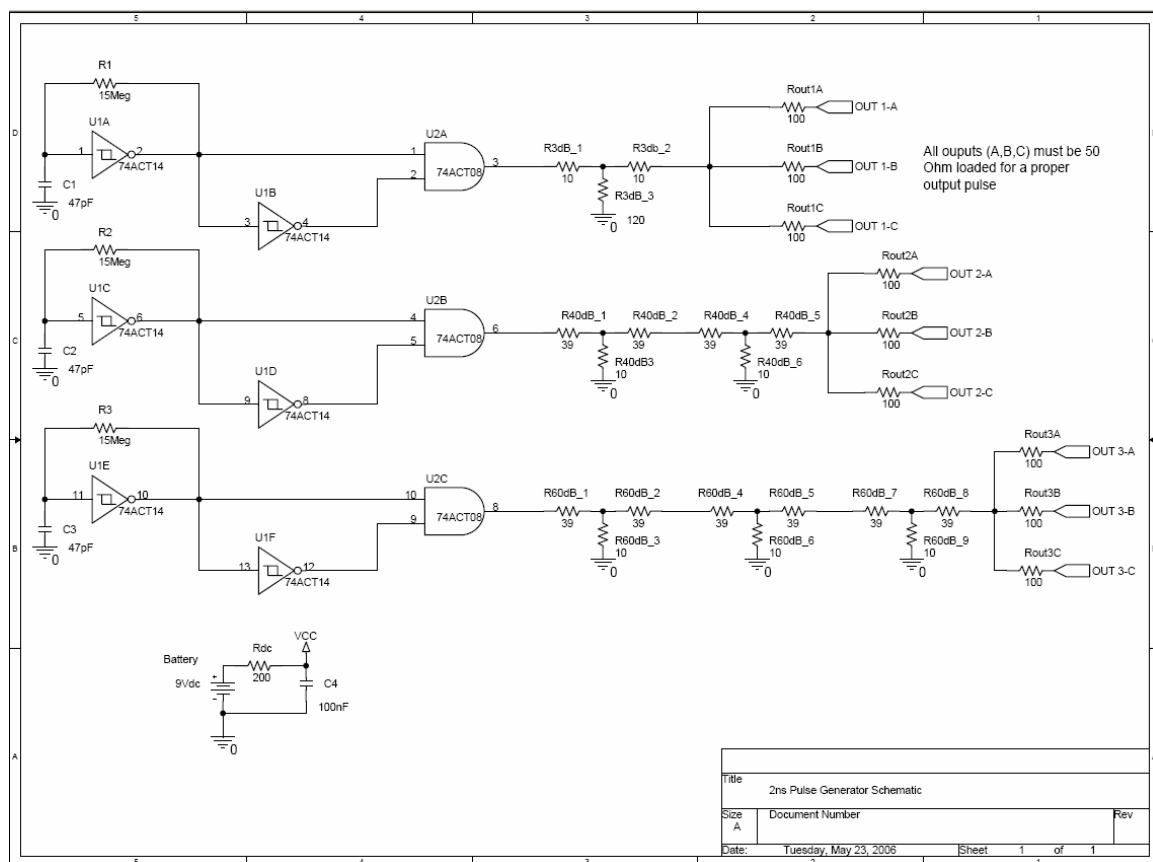 5 4 3 2 1
R1
15Meg
U1A
1 2
74ACT14
C1
47pF
0
U1B
3 4
74ACT14
U2A
1
2
3
74ACT08
R3dB_1
10
R3db_2
10
R3dB_3
120
0
Rout1A
100
OUT 1-A
Rout1B
100
OUT 1-B
Rout1C
100
OUT 1-C
All ouputs (A,B,C) must be 50
Ohm loaded for a proper
output pulse
D
R2
15Meg
U1C
5 6
74ACT14
C2
47pF
0
U1D
9 8
74ACT14
U2B
4
5
6
74ACT08
R40dB_1
39
R40dB_2
39
R40dB_4
39
R40dB_5
39
R40dB3
10
0
R40dB_6
10
0
Rout2A
100
OUT 2-A
Rout2B
100
OUT 2-B
Rout2C
100
OUT 2-C
C
R3
15Meg
U1E
11 10
74ACT14
C3
47pF
0
U1F
13 12
74ACT14
U2C
10
9
8
74ACT08
R60dB_1
39
R60dB_2
39
R60dB_4
39
R60dB_5
39
R60dB_7
39
R60dB_8
39
R60dB_3
10
0
R60dB_6
10
0
R60dB_9
10
0
Rout3A
100
OUT 3-A
Rout3B
100
OUT 3-B
Rout3C
100
OUT 3-C
B
Battery
9Vdc
Rdc
200
VCC
C4
100nF
0
A
Title
2ns Pulse Generator Schematic
Size
A
Document Number
Rev
Date: Tuesday, May 23, 2006 Sheet 1 of 1